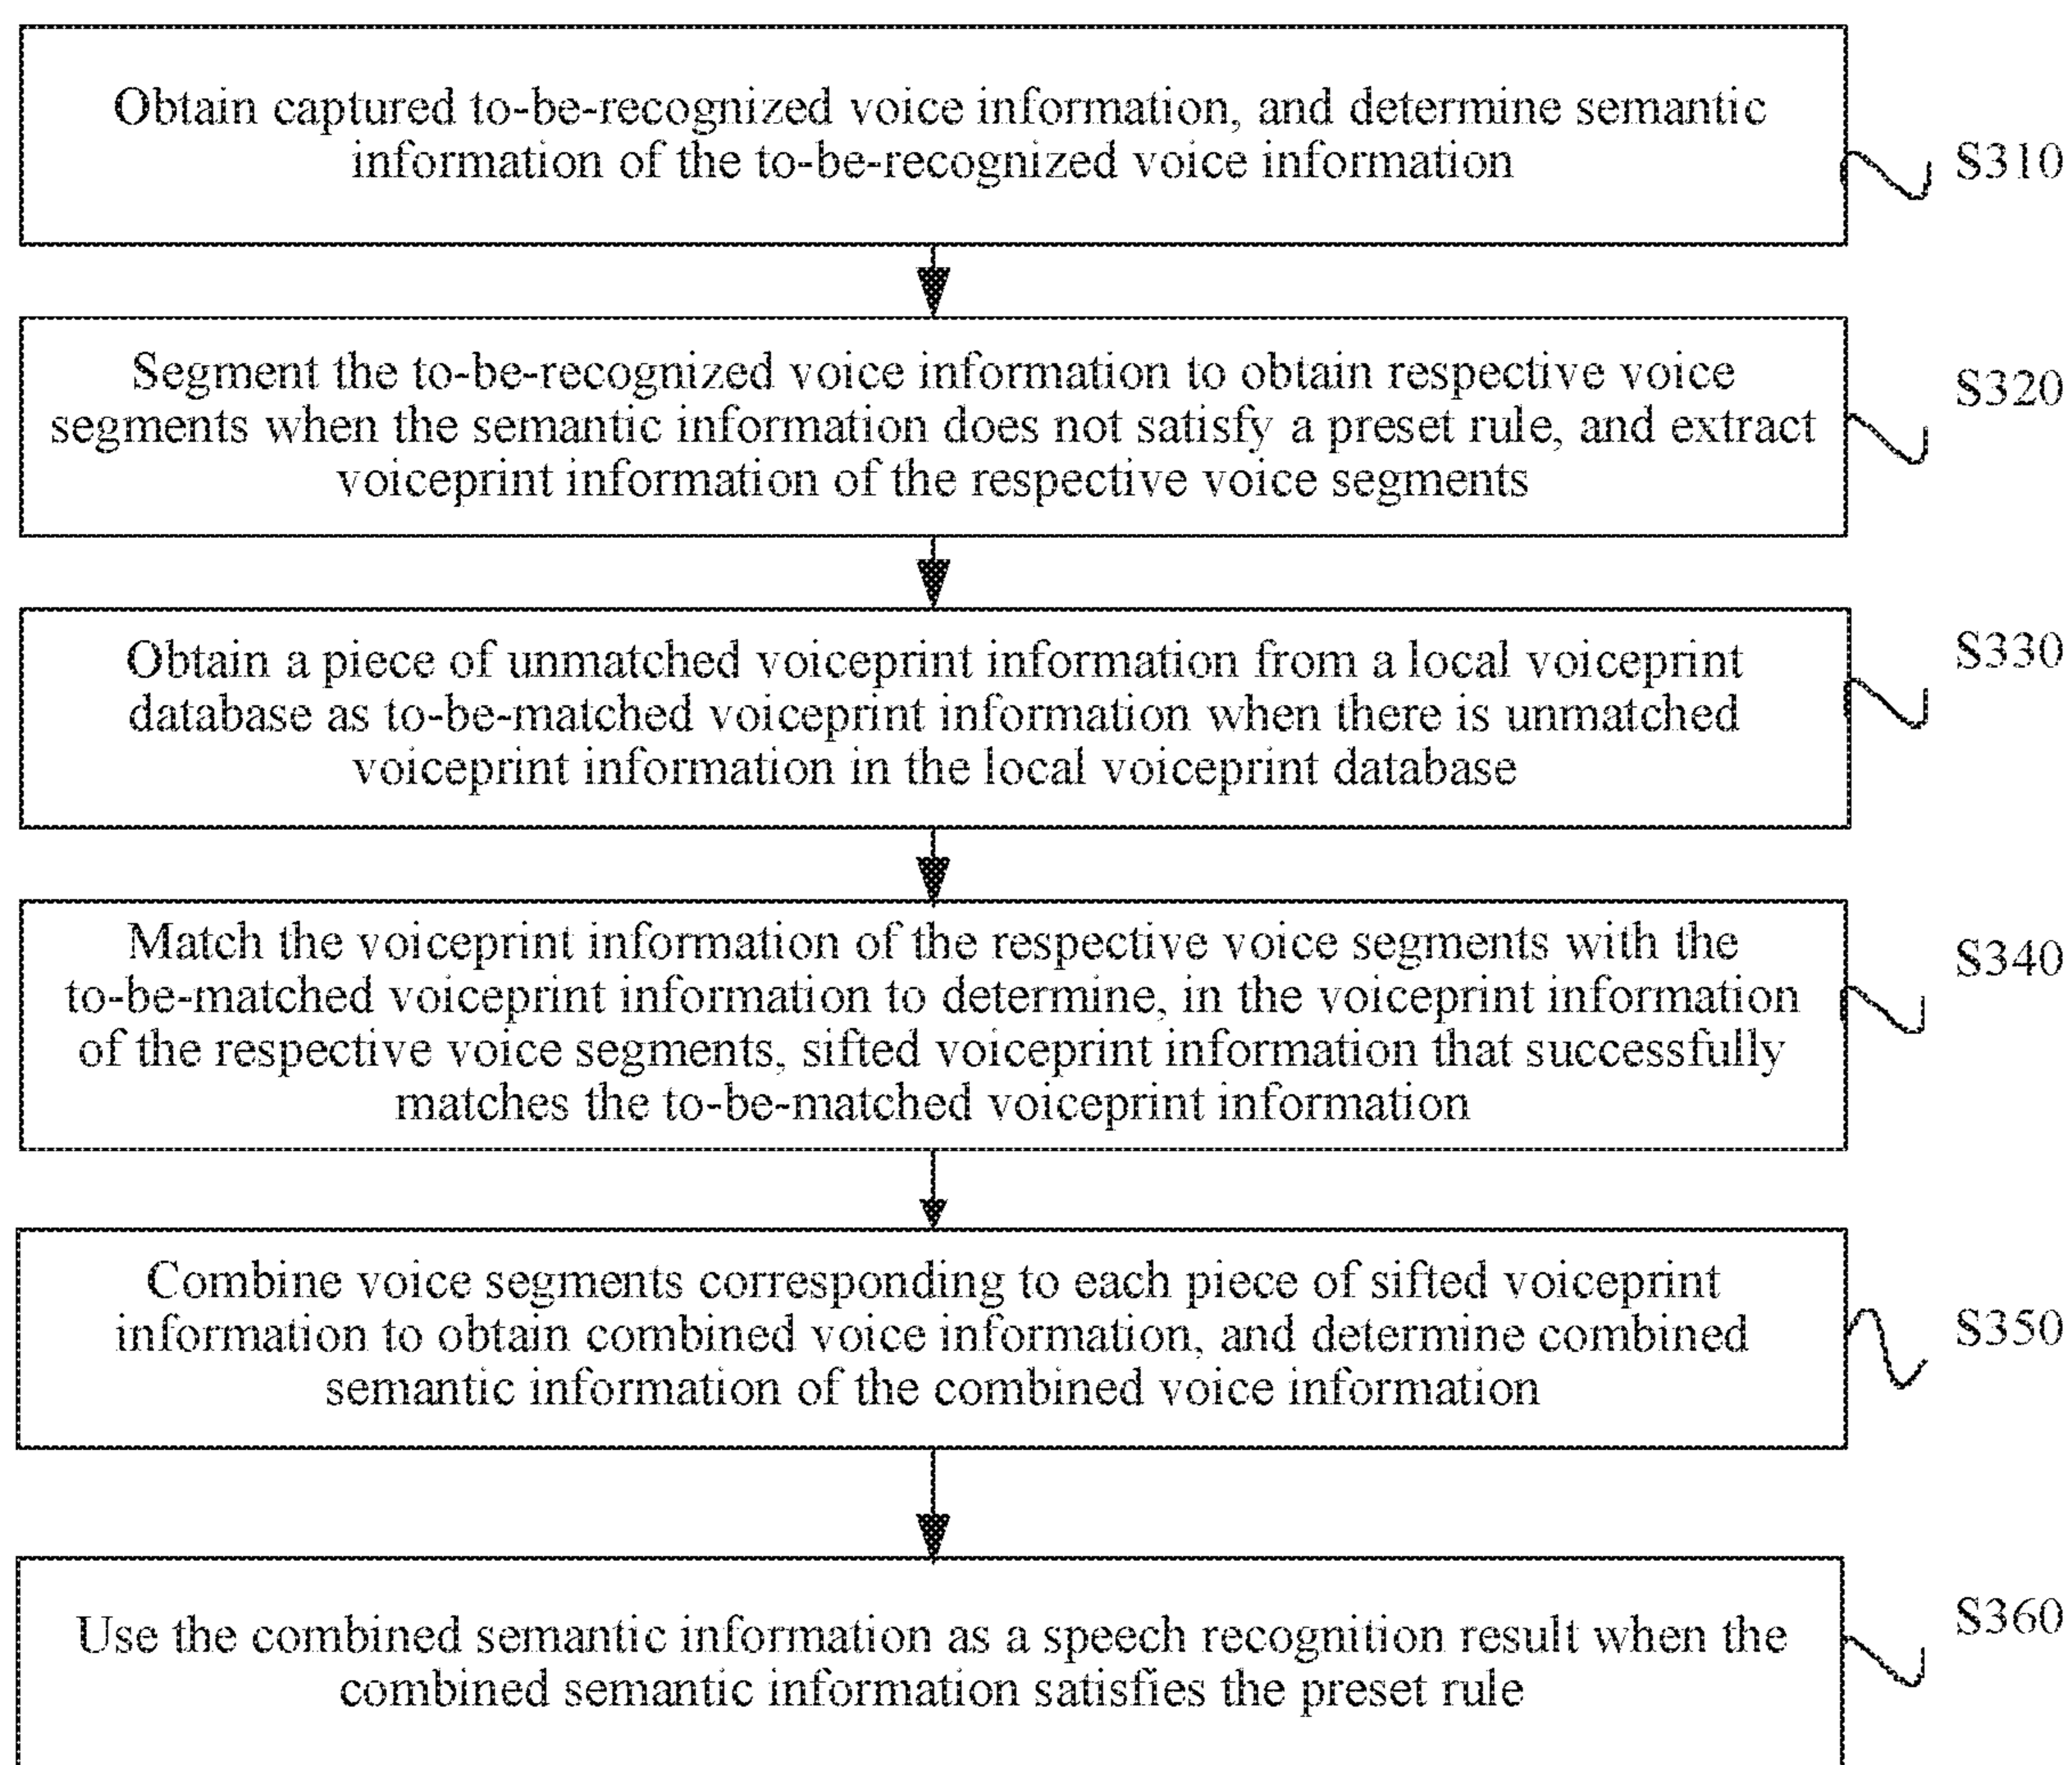 Obtain captured to-be-recognized voice information, and determine semantic
information of the to-be-recognized voice information
S310
Segment the to-be-recognized voice information to obtain respective voice
segments when the semantic information does not satisfy a preset rule, and extract
voiceprint information of the respective voice segments
S320
Obtain a piece of unmatched voiceprint information from a local voiceprint
database as to-be-matched voiceprint information when there is unmatched
voiceprint information in the local voiceprint database
S330
Match the voiceprint information of the respective voice segments with the
to-be-matched voiceprint information to determine, in the voiceprint information
of the respective voice segments, sifted voiceprint information that successfully
matches the to-be-matched voiceprint information
S340
Combine voice segments corresponding to each piece of sifted voiceprint
information to obtain combined voice information, and determine combined
semantic information of the combined voice information
S350
Use the combined semantic information as a speech recognition result when the
combined semantic information satisfies the preset rule
S360